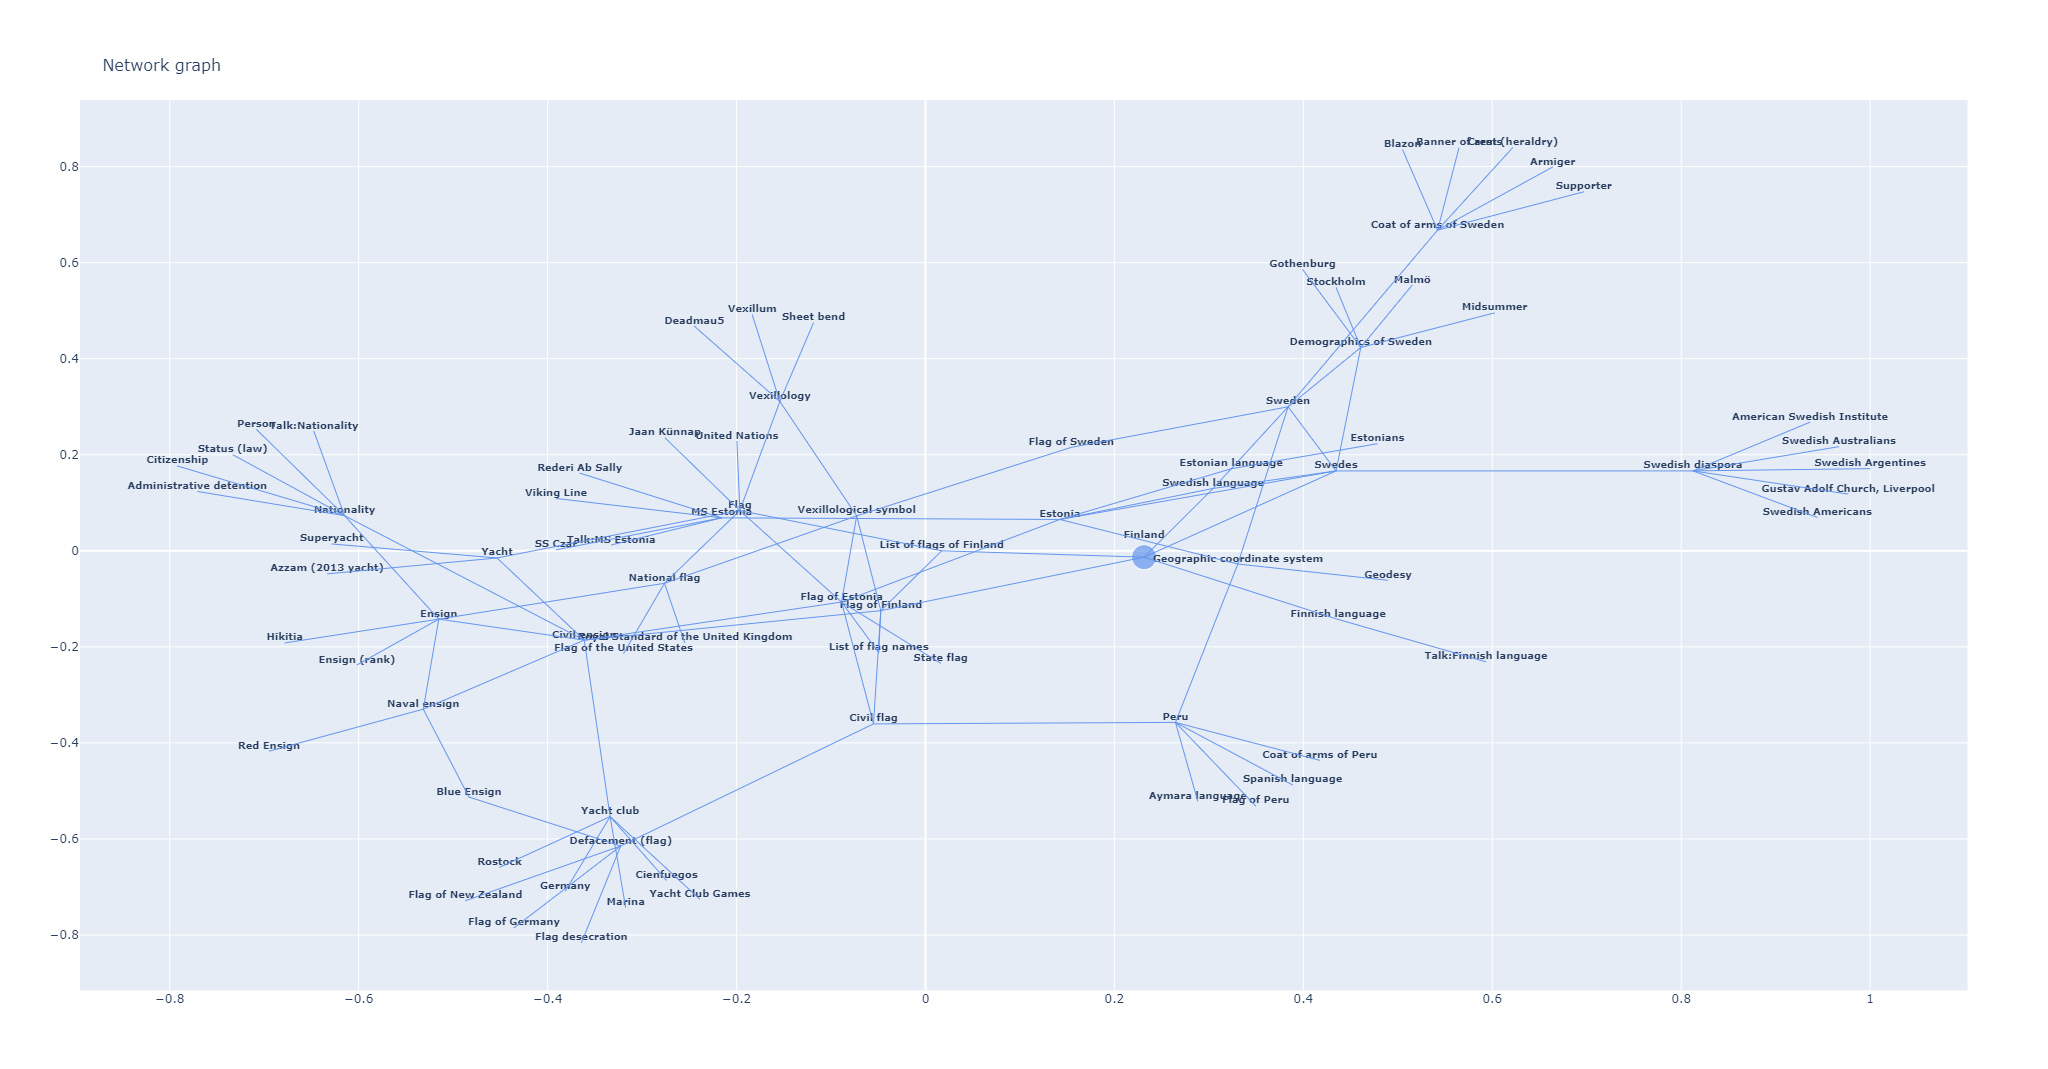 Network graph
Blazon
Banner of arms
Crest (heraldry)
Armiger
Supporter
Coat of arms of Sweden
Gothenburg
Stockholm
Malmö
Midsummer
Demographics of Sweden
Vexillum
Deadmau5
Sheet bend
Vexillology
Sweden
American Swedish Institute
Person
Talk:Nationality
Jaan Künnap
United Nations
Flag of Sweden
Estonians
Swedish Australians
Status (law)
Citizenship
Rederi Ab Sally
Estonian language
Swedes
Swedish diaspora
Swedish Argentines
Administrative detention
Viking Line
Swedish language
Gustav Adolf Church, Liverpool
Nationality
Flag
MS Estonia
Vexillological symbol
Estonia
Swedish Americans
Superyacht
Yacht
SS Czar
Talk:MS Estonia
List of flags of Finland
Finland
Geographic coordinate system
Azzam (2013 yacht)
National flag
Geodesy
Ensign
Flag of Estonia
Flag of Finland
Finnish language
Hikitia
Civil ensign
Royal Standard of the United Kingdom
Flag of the United States
List of flag names
State flag
Ensign (rank)
Talk:Finnish language
Naval ensign
Civil flag
Peru
Red Ensign
Coat of arms of Peru
Spanish language
Blue Ensign
Aymara language
Flag of Peru
Yacht club
Defacement (flag)
Rostock
Cienfuegos
Germany
Flag of New Zealand
Yacht Club Games
Marina
Flag of Germany
Flag desecration
0.8
0.6
0.4
0.2
0
−0.2
−0.4
−0.6
−0.8
−0.8
−0.6
−0.4
−0.2
0
0.2
0.4
0.6
0.8
1